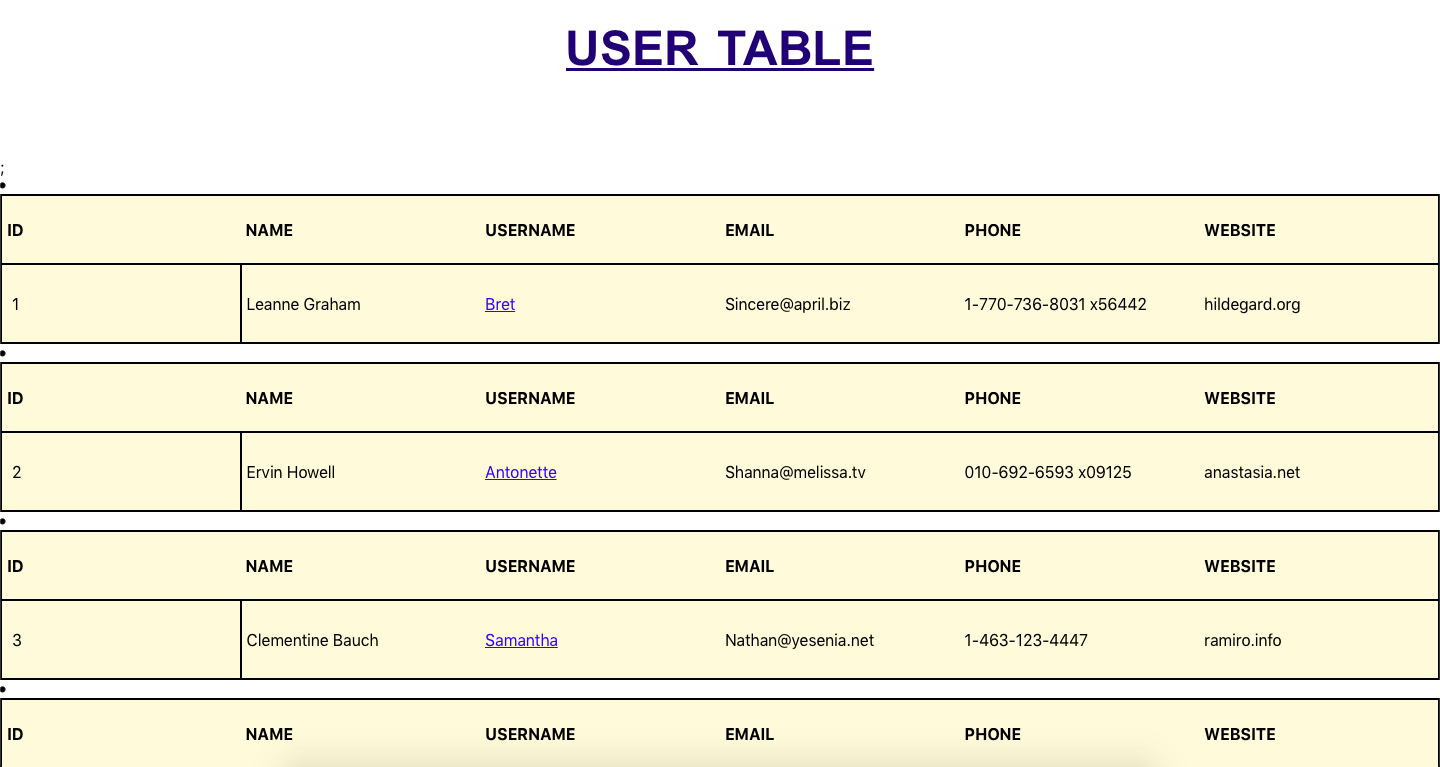 USER TABLE
;
ID NAME USERNAME EMAIL PHONE WEBSITE
1 Leanne Graham Bret Sincere@april.biz 1-770-736-8031 x56442 hildegard.org
ID NAME USERNAME EMAIL PHONE WEBSITE
2 Ervin Howell Antonette Shanna@melissa.tv 010-692-6593 x09125 anastasia.net
ID NAME USERNAME EMAIL PHONE WEBSITE
3 Clementine Bauch Samantha Nathan@yesenia.net 1-463-123-4447 ramiro.info
ID NAME USERNAME EMAIL PHONE WEBSITE